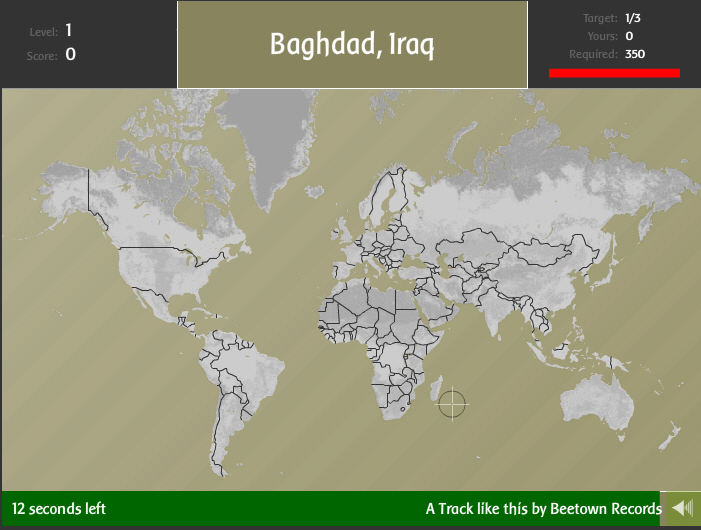 Level: 1
Score: 0
Baghdad, Iraq
Target: 1/3
Yours: 0
Required: 350
12 seconds left
A Track like this by Beetown Records